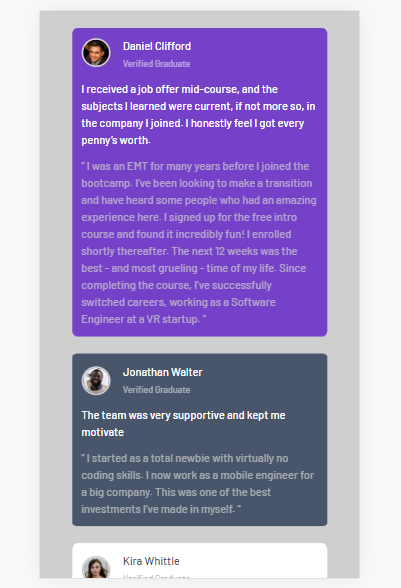 Daniel Clifford
Verified Graduate
I received a job offer mid-course, and the
subjects I learned were current, if not more so, in
the company I joined. I honestly feel I got every
penny’s worth.
“ I was an EMT for many years before I joined the
bootcamp. I’ve been looking to make a transition
and have heard some people who had an amazing
experience here. I signed up for the free intro
course and found it incredibly fun! I enrolled
shortly thereafter. The next 12 weeks was the
best - and most grueling - time of my life. Since
completing the course, I’ve successfully
switched careers, working as a Software
Engineer at a VR startup. ”
Jonathan Walter
Verified Graduate
The team was very supportive and kept me
motivate
“ I started as a total newbie with virtually no
coding skills. I now work as a mobile engineer for
a big company. This was one of the best
investments I’ve made in myself. ”
Kira Whittle
Verified Graduate